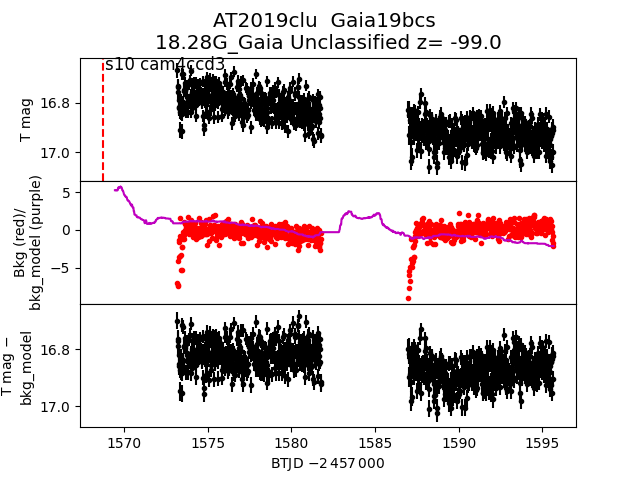 AT2019clu  Gaia19bcs
18.28G_Gaia Unclassified z= -99.0
s10 cam4ccd3
T mag
16.8
17.0
Bkg (red)/
bkg_model (purple)
5
0
−5
T mag −
bkg_model
16.8
17.0
1570 1575 1580 1585 1590 1595
BTJD −2 457 000